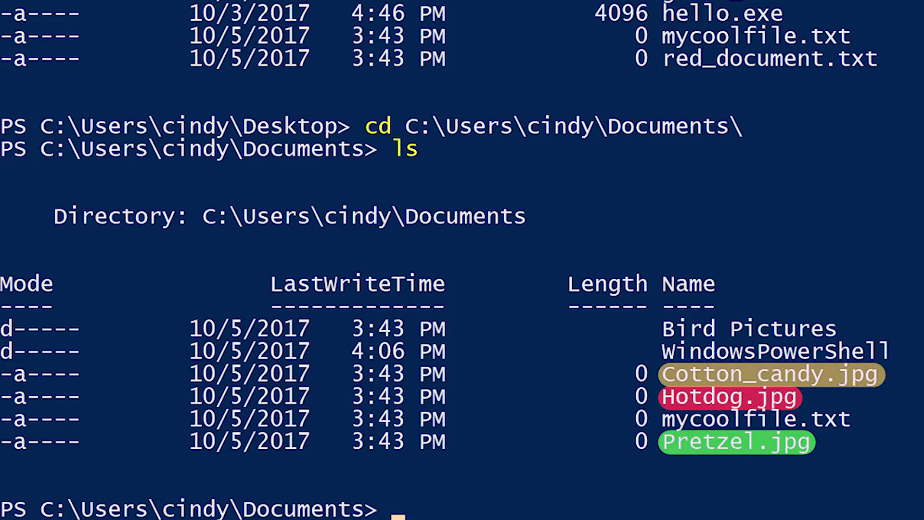 -a---- 10/3/2017 4:46 PM 4096 hello.exe
-a---- 10/5/2017 3:43 PM 0 mycoolfile.txt
-a---- 10/5/2017 3:43 PM 0 red_document.txt
PS C:\Users\cindy\Desktop> cd C:\Users\cindy\Documents\
PS C:\Users\cindy\Documents> ls
Directory: C:\Users\cindy\Documents
Mode LastWriteTime Length Name
---- ------------- ------ ----
d----- 10/5/2017 3:43 PM Bird Pictures
d----- 10/5/2017 4:06 PM WindowsPowerShell
-a---- 10/5/2017 3:43 PM 0 Cotton_candy.jpg
-a---- 10/5/2017 3:43 PM 0 Hotdog.jpg
-a---- 10/5/2017 3:43 PM 0 mycoolfile.txt
-a---- 10/5/2017 3:43 PM 0 Pretzel.jpg
PS C:\Users\cindy\Documents> _